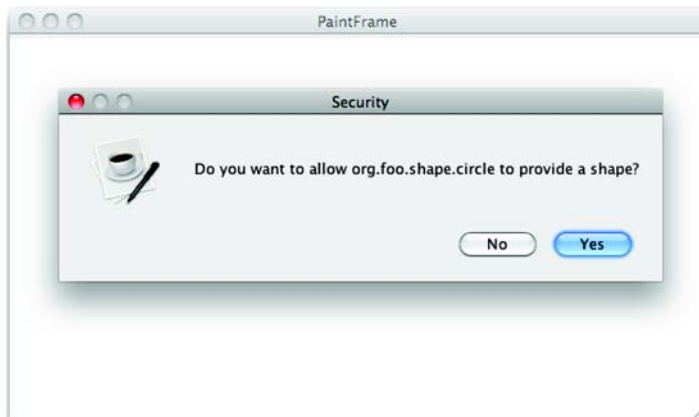 PaintFrame
Security
Do you want to allow org.foo.shape.circle to provide a shape?
No
Yes